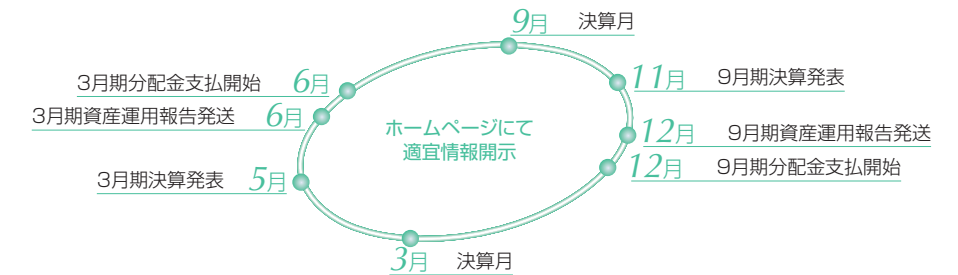 9月 決算月
3月期分配金支払開始 6月
11月 9月期決算発表
3月期資産運用報告発送 6月
ホームページにて
適宜情報開示
12月 9月期資産運用報告発送
12月 9月期分配金支払開始
3月期決算発表 5月
3月 決算月